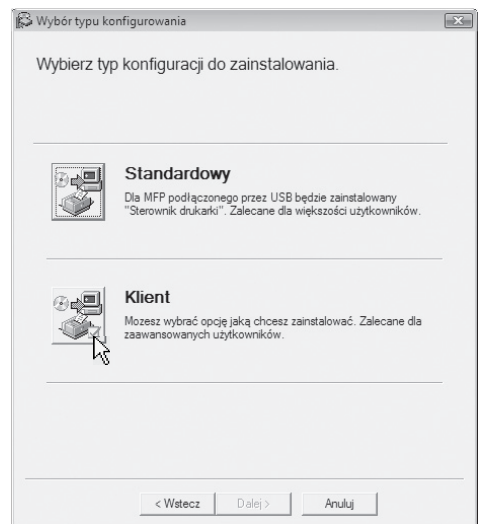 Wybór typu konfigurowania
Wybierz typ konfiguracji do zainstalowania.
Standardowy
Dla MFP podłączonego przez USB będzie zainstalowany
"Sterownik drukarki". Zalecane dla większości użytkowników.
Klient
Mozesz wybrać opcję jaką chcesz zainstalować. Zalecane dla
zaawansowanych użytkowników.
< Wstecz
Dalej >
Anuluj